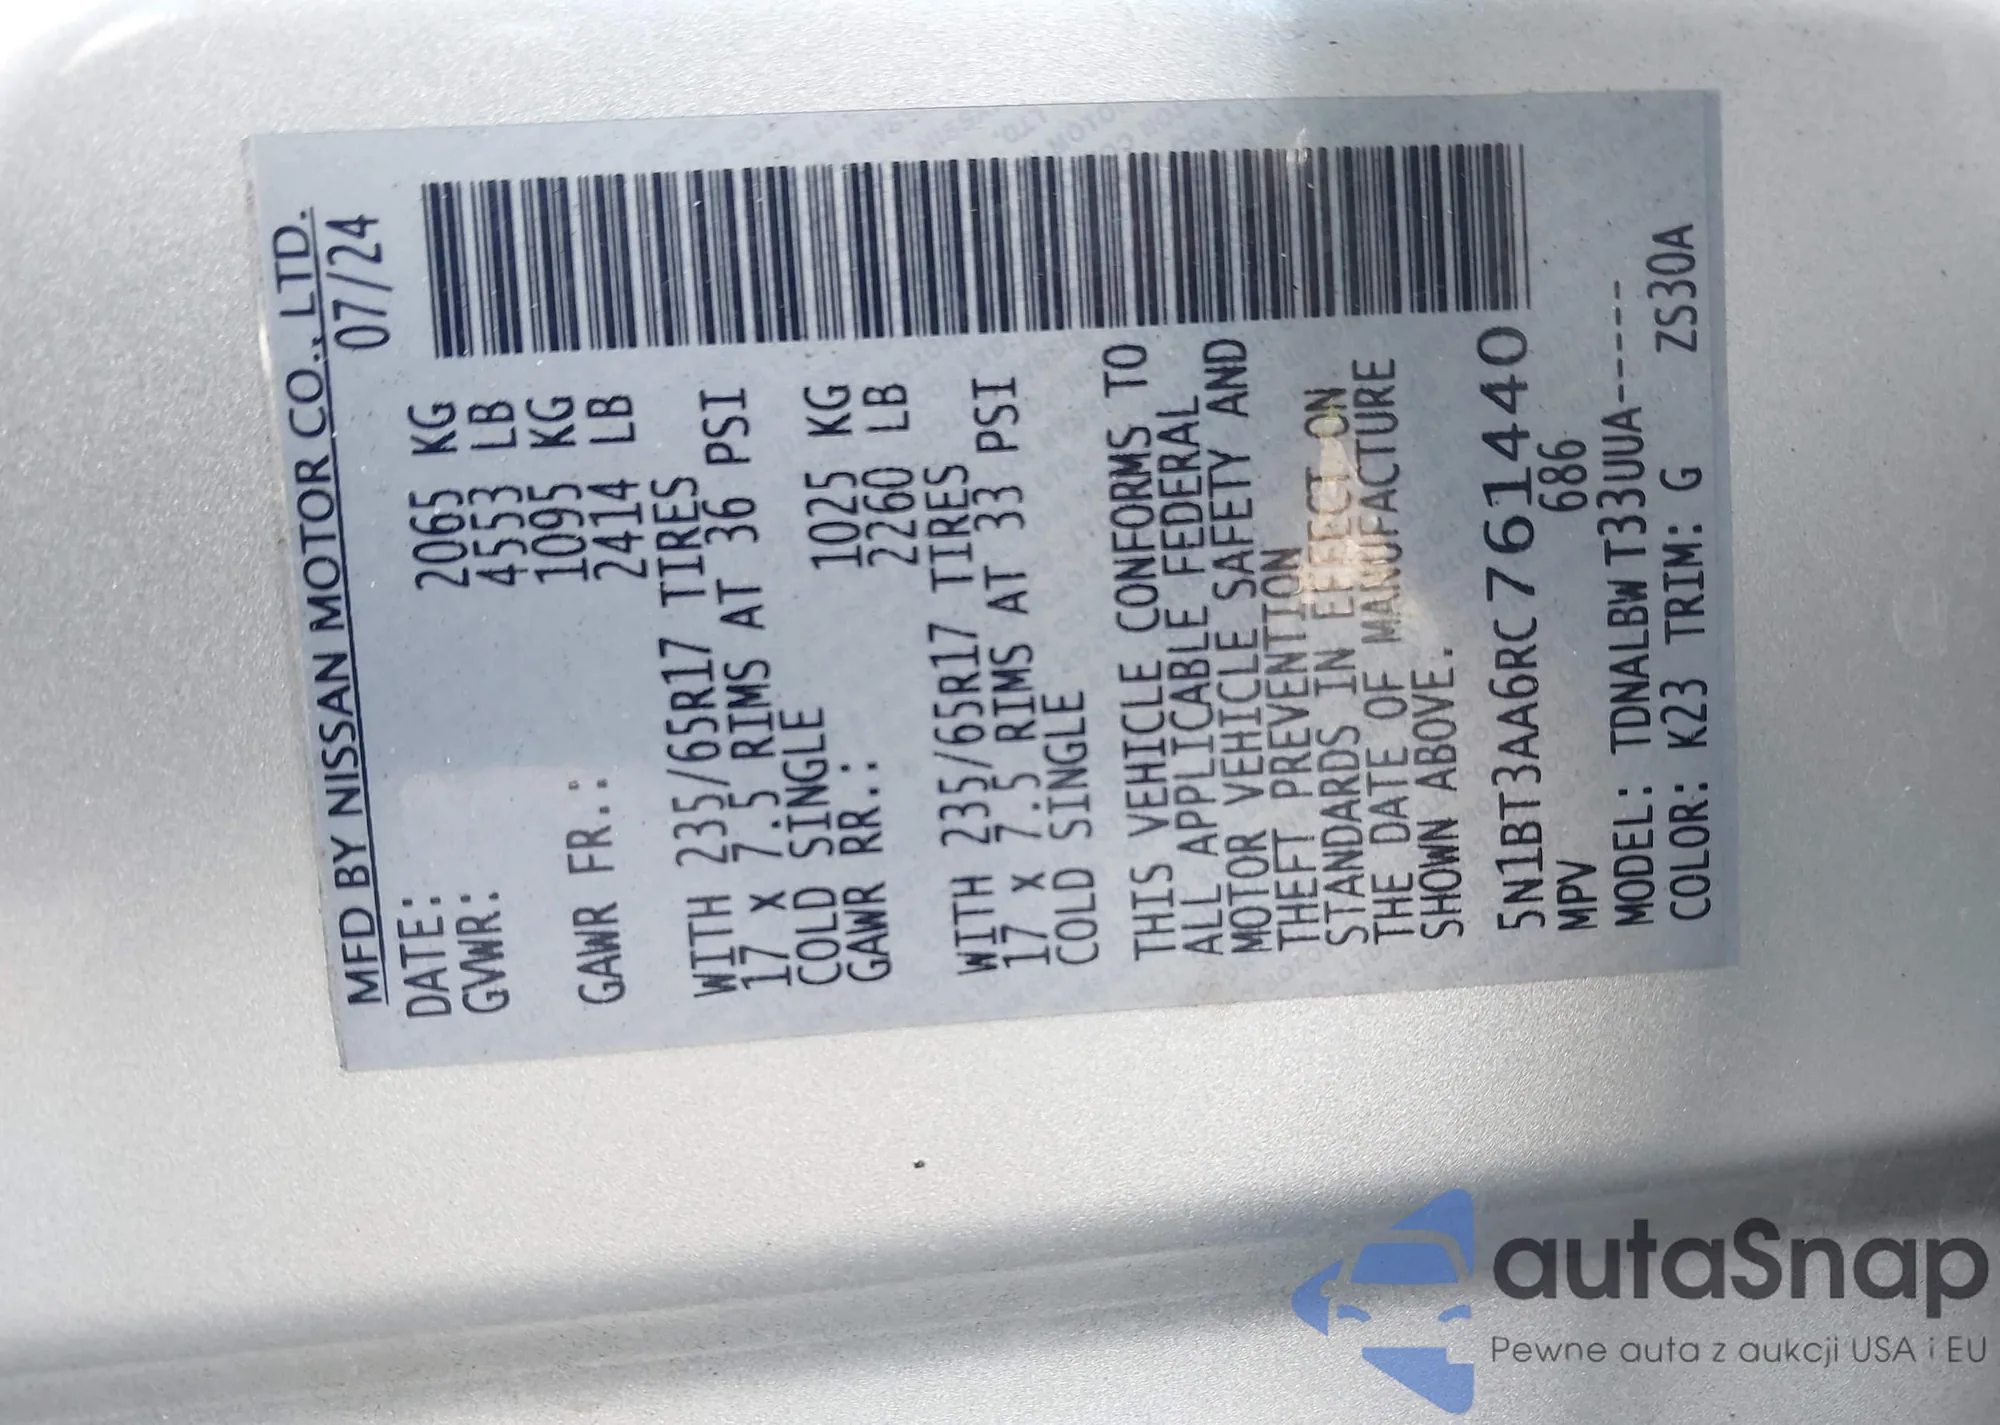 MFD BY NISSAN MOTOR CO., LTD.
DATE: 07/24
GVWR: 2065 KG
4553 LB
GAWR FR.: 1095 KG
2414 LB
WITH 235/65R17 TIRES
17 X 7.5 RIMS AT 36 PSI
COLD SINGLE
GAWR RR.: 1025 KG
2260 LB
WITH 235/65R17 TIRES
17 X 7.5 RIMS AT 33 PSI
COLD SINGLE
THIS VEHICLE CONFORMS TO
ALL APPLICABLE FEDERAL
MOTOR VEHICLE SAFETY AND
THEFT PREVENTION
STANDARDS IN EFFECT ON
THE DATE OF MANUFACTURE
SHOWN ABOVE.
5N1BT3AA6RC761440
MPV 686
MODEL: TDNALBW T33UUA-----
COLOR: K23 TRIM: G ZS30A
autaSnap
Pewne auta z aukcji USA i EU